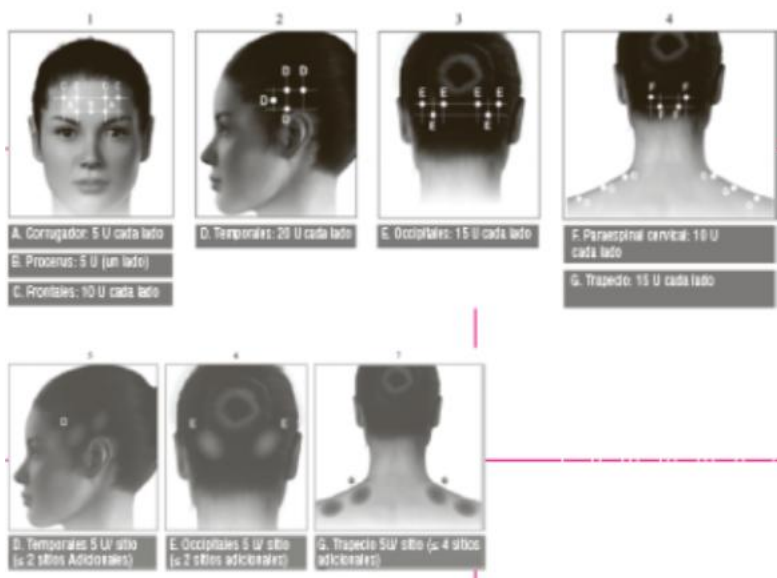 1
2
3
4
D
D
D
D
E
E
E
E
E
E
F
F
A. Corrugador: 5 U cada lado
B. Procerus: 5 U (un lado)
C. Frontales: 10 U cada lado
D. Temporales: 20 U cada lado
E. Occipitales: 15 U cada lado
F. Paraespinal cervical: 10 U
cada lado
G. Trapecio: 15 U cada lado
5
6
7
D
E
E
D. Temporales 5 U/ sitio
(≤ 2 sitios Adicionales)
E. Occipitales 5 U/ sitio
(≤ 2 sitios adicionales)
G. Trapecio 5U/ sitio (≤ 4 sitios
adicionales)